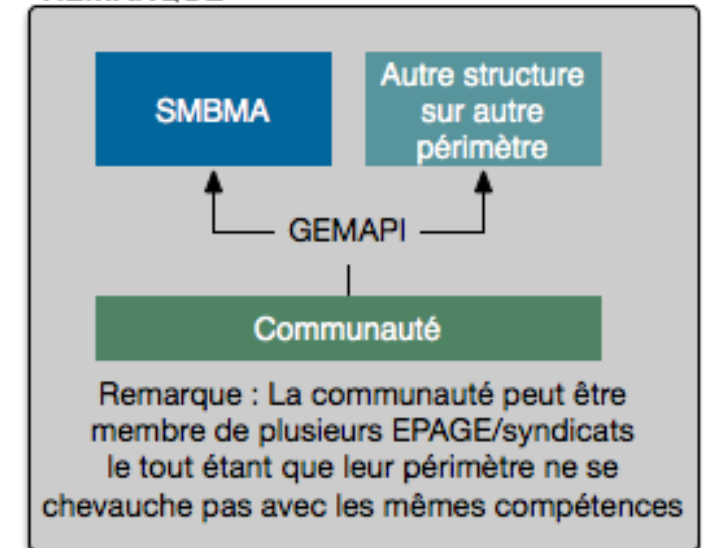 SMBMA
Autre structure
sur autre
périmètre
GEMAPI
Communauté
Remarque : La communauté peut être
membre de plusieurs EPAGE/syndicats
le tout étant que leur périmètre ne se
chevauche pas avec les mêmes compétences